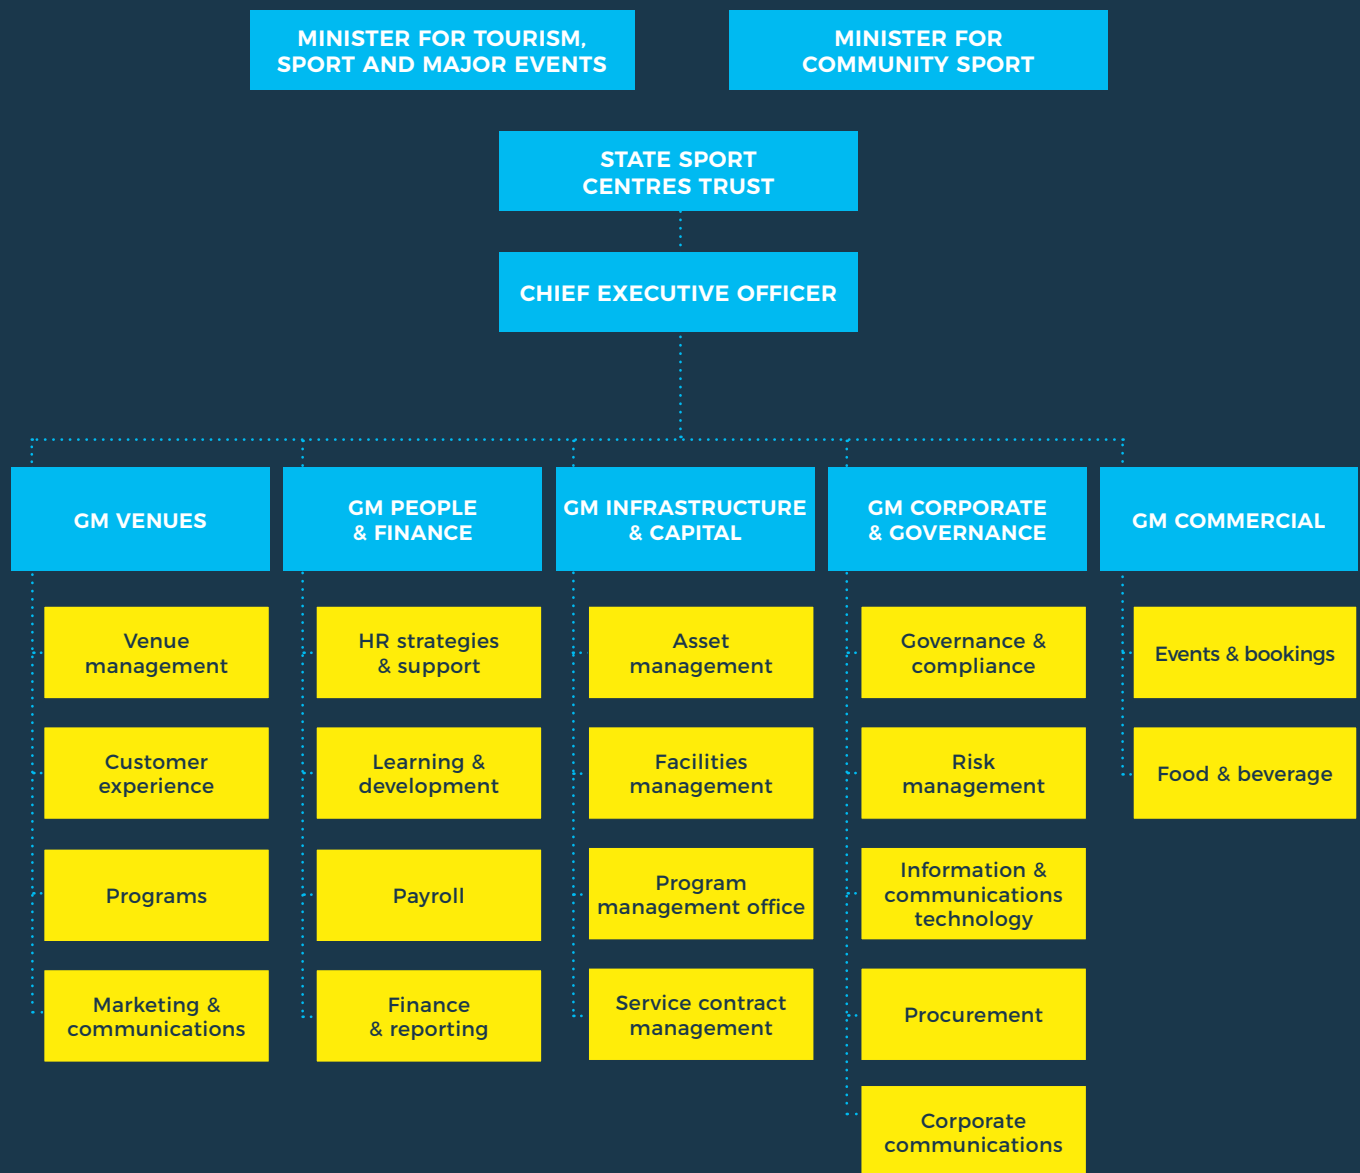 MINISTER FOR TOURISM,
SPORT AND MAJOR EVENTS
MINISTER FOR
COMMUNITY SPORT
STATE SPORT
CENTRES TRUST
CHIEF EXECUTIVE OFFICER
GM VENUES
GM PEOPLE
& FINANCE
GM INFRASTRUCTURE
& CAPITAL
GM CORPORATE
& GOVERNANCE
GM COMMERCIAL
Venue
management
Customer
experience
Programs
Marketing &
communications
HR strategies
& support
Learning &
development
Payroll
Finance
& reporting
Asset
management
Facilities
management
Program
management office
Service contract
management
Governance &
compliance
Risk
management
Information &
communications
technology
Procurement
Corporate
communications
Events & bookings
Food & beverage